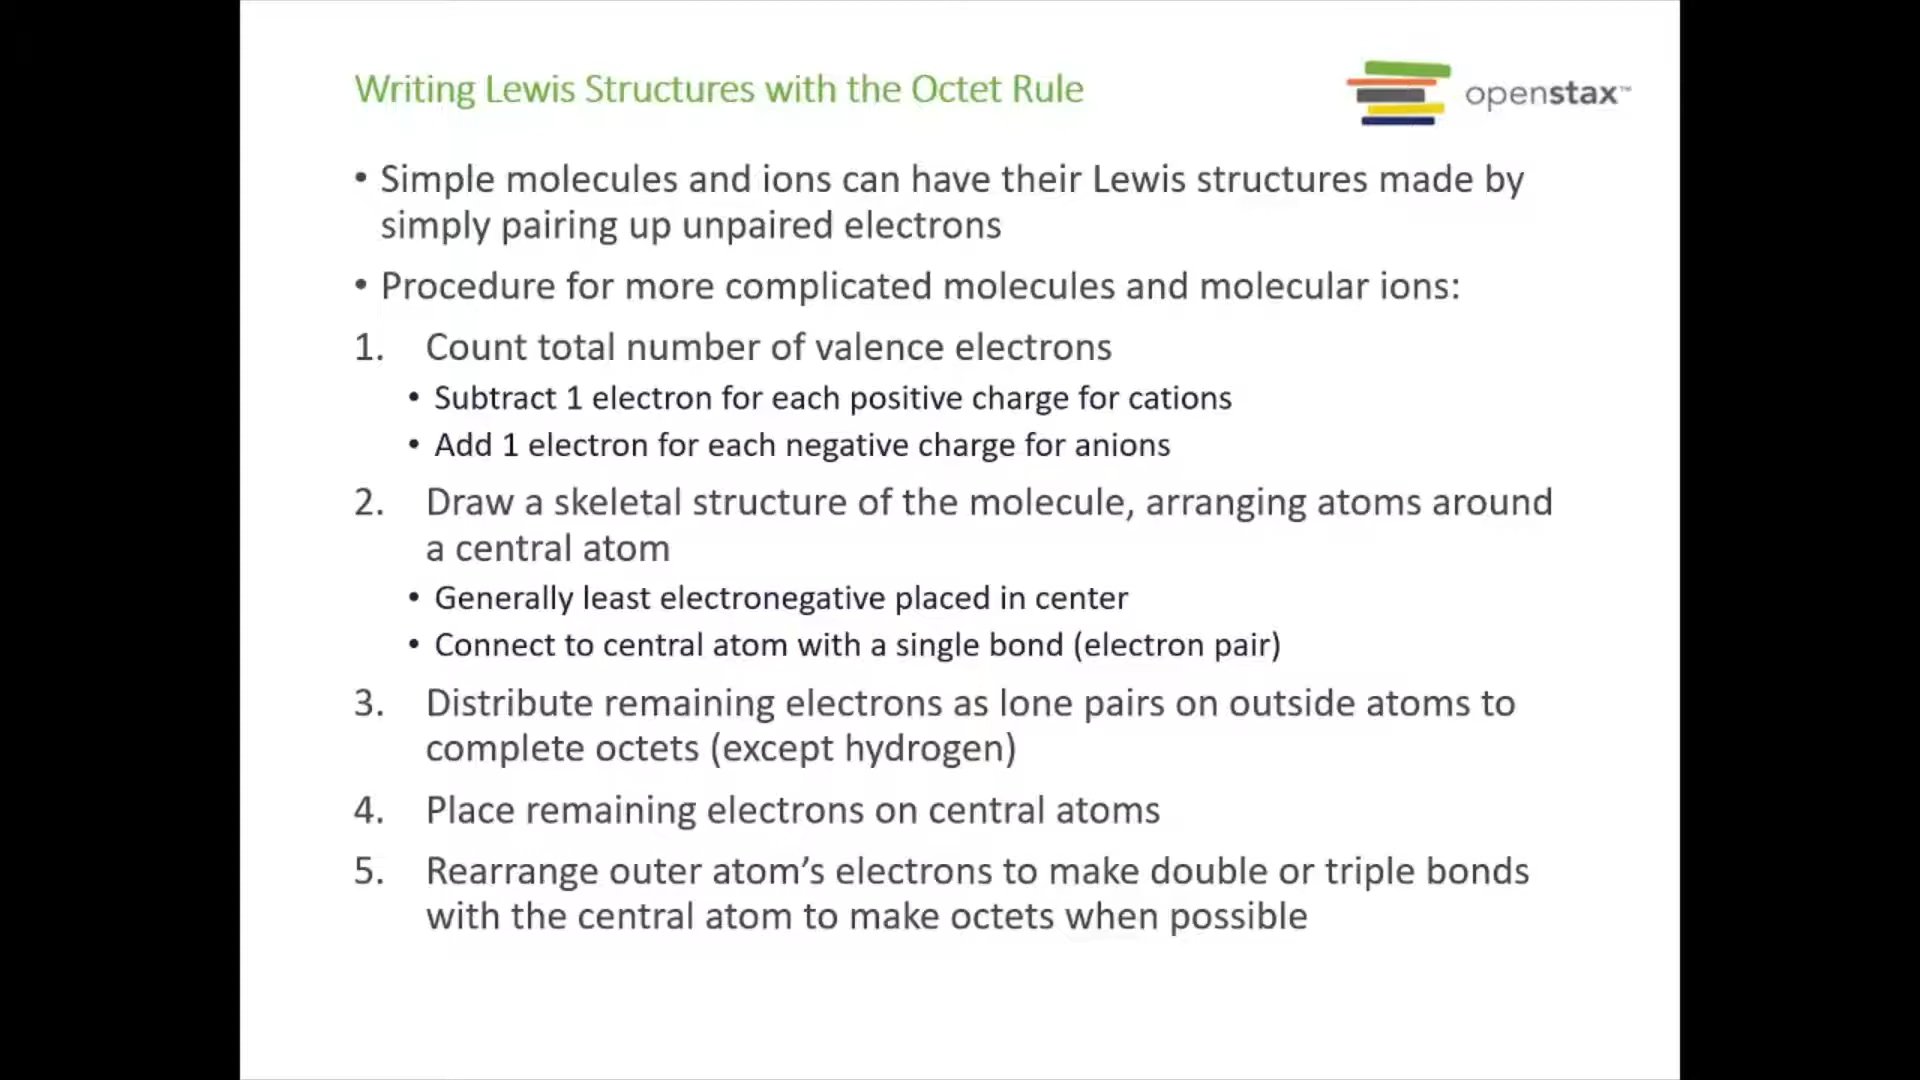 Writing Lewis Structures with the Octet Rule
openstax™
• Simple molecules and ions can have their Lewis structures made by
simply pairing up unpaired electrons
• Procedure for more complicated molecules and molecular ions:
1. Count total number of valence electrons
• Subtract 1 electron for each positive charge for cations
• Add 1 electron for each negative charge for anions
2. Draw a skeletal structure of the molecule, arranging atoms around
a central atom
• Generally least electronegative placed in center
• Connect to central atom with a single bond (electron pair)
3. Distribute remaining electrons as lone pairs on outside atoms to
complete octets (except hydrogen)
4. Place remaining electrons on central atoms
5. Rearrange outer atom’s electrons to make double or triple bonds
with the central atom to make octets when possible